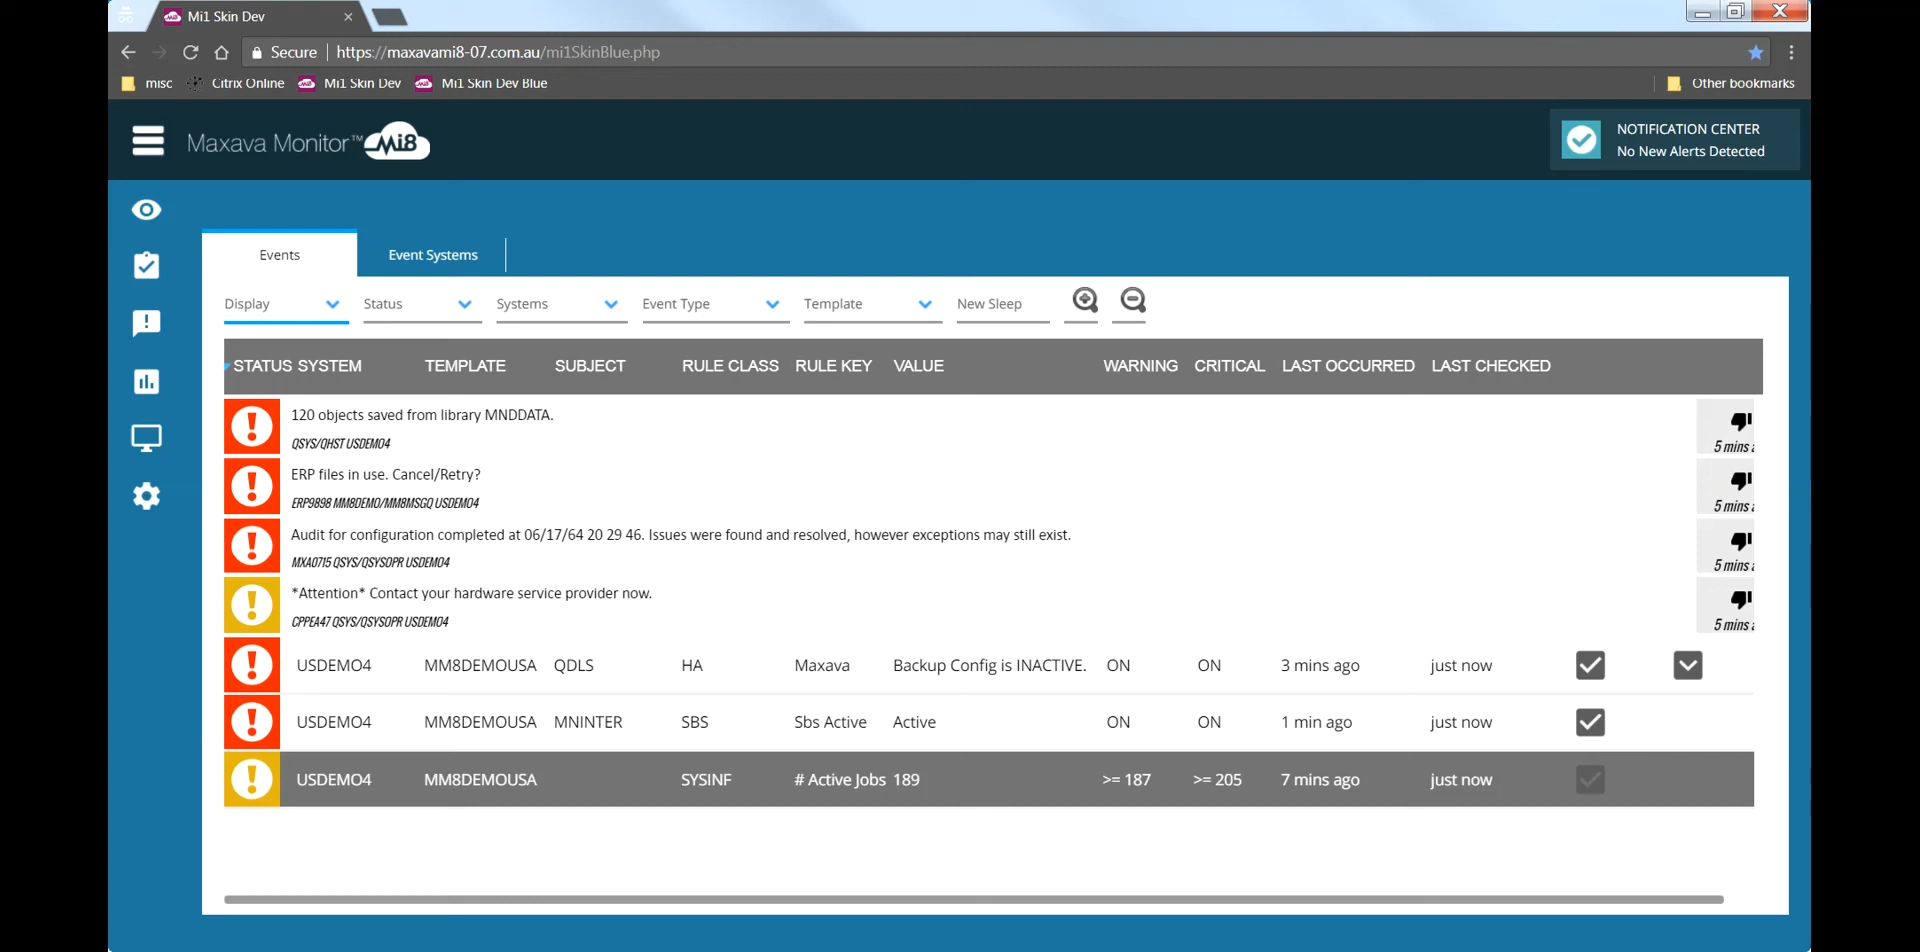 Mi1 Skin Dev
Secure https://maxavami8-07.com.au/mi1SkinBlue.php
misc Citrix Online Mi1 Skin Dev Mi1 Skin Dev Blue Other bookmarks
Maxava Monitor™ Mi8
NOTIFICATION CENTER
No New Alerts Detected
Events Event Systems
Display Status Systems Event Type Template New Sleep
STATUS SYSTEM TEMPLATE SUBJECT RULE CLASS RULE KEY VALUE WARNING CRITICAL LAST OCCURRED LAST CHECKED
120 objects saved from library MNDDATA.
QSYS/QHST USDEMO4 5 mins
ERP files in use. Cancel/Retry?
ERP9898 MM8DEMO/MM8MSGQ USDEMO4 5 mins
Audit for configuration completed at 06/17/64 20 29 46. Issues were found and resolved, however exceptions may still exist.
MXA0715 QSYS/QSYSOPR USDEMO4 5 mins
*Attention* Contact your hardware service provider now.
CPPEA47 QSYS/QSYSOPR USDEMO4 5 mins
USDEMO4 MM8DEMOUSA QDLS HA Maxava Backup Config is INACTIVE. ON ON 3 mins ago just now
USDEMO4 MM8DEMOUSA MNINTER SBS Sbs Active Active ON ON 1 min ago just now
USDEMO4 MM8DEMOUSA SYSINF # Active Jobs 189 >= 187 >= 205 7 mins ago just now